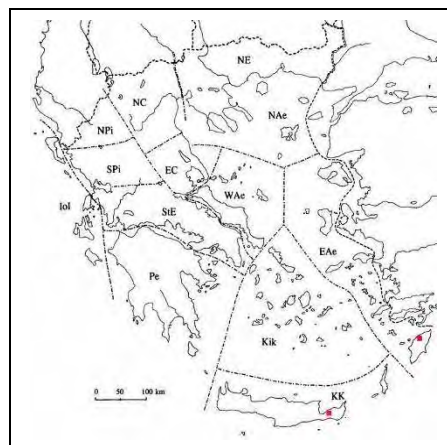 NE
NC
NAe
NPi
SPi
EC
WAe
IoI
StE
EAe
Pe
Kik
KK
0 50 100 km